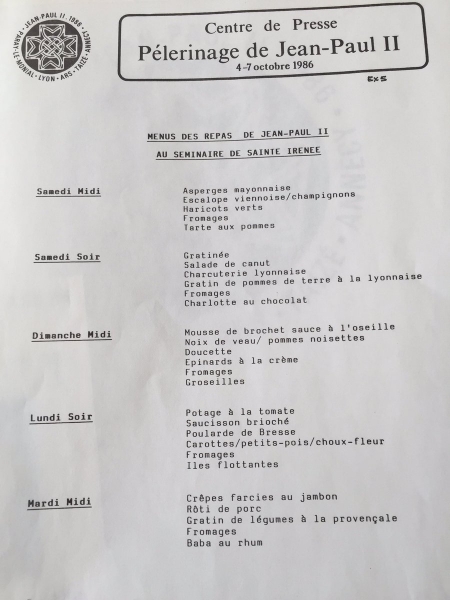 JEAN-PAUL II. 1986. ANNECY. TAIZE. ARS. LYON. PARAY-LE-MONIAL
Centre de Presse
Pélerinage de Jean-Paul II
4-7 octobre 1986
EX5
MENUS DES REPAS DE JEAN-PAUL II
AU SEMINAIRE DE SAINTE IRENEE
Samedi Midi
Asperges mayonnaise
Escalope viennoise/champignons
Haricots verts
Fromages
Tarte aux pommes
Samedi Soir
Gratinée
Salade de canut
Charcuterie lyonnaise
Gratin de pommes de terre à la lyonnaise
Fromages
Charlotte au chocolat
Dimanche Midi
Mousse de brochet sauce à l'oseille
Noix de veau/ pommes noisettes
Doucette
Epinards à la crème
Fromages
Groseilles
Lundi Soir
Potage à la tomate
Saucisson brioché
Poularde de Bresse
Carottes/petits-pois/choux-fleur
Fromages
Iles flottantes
Mardi Midi
Crêpes farcies au jambon
Rôti de porc
Gratin de légumes à la provençale
Fromages
Baba au rhum